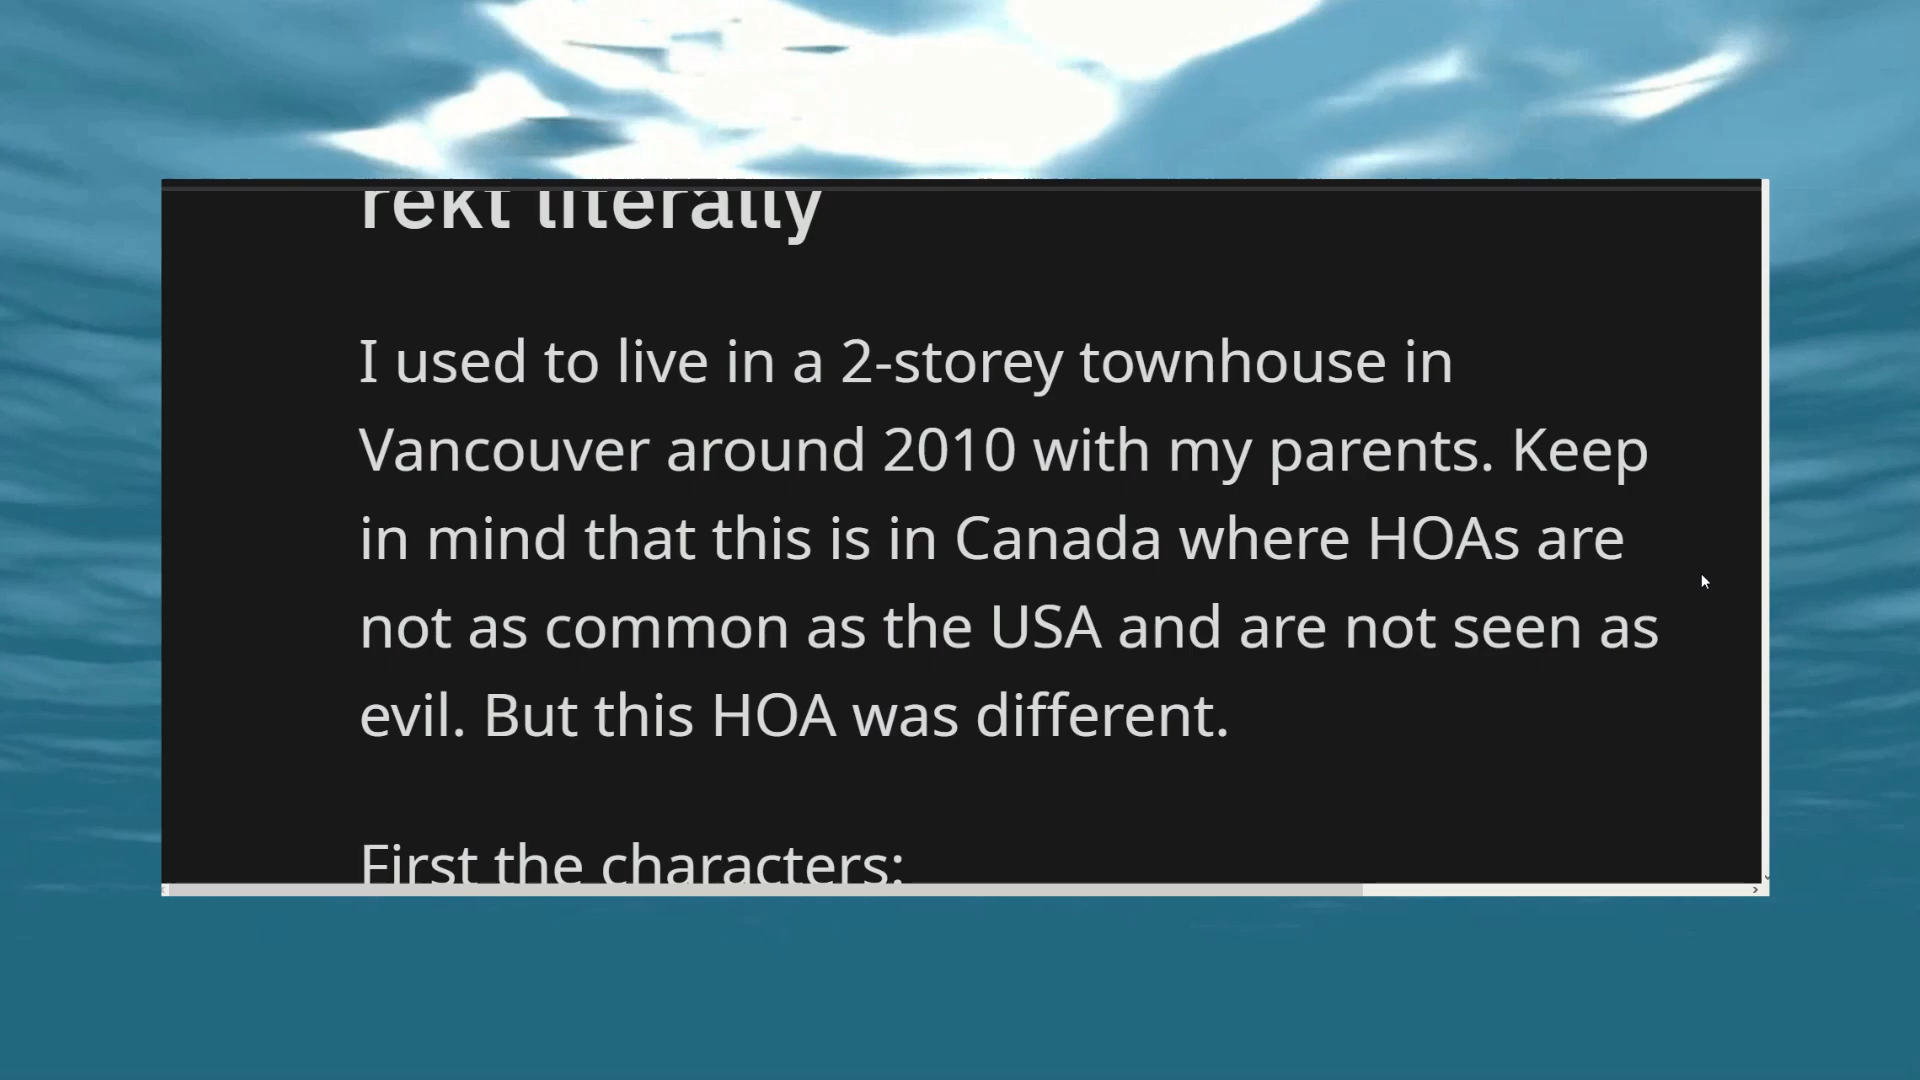 rekt literally
I used to live in a 2-storey townhouse in
Vancouver around 2010 with my parents. Keep
in mind that this is in Canada where HOAs are
not as common as the USA and are not seen as
evil. But this HOA was different.
First the characters: